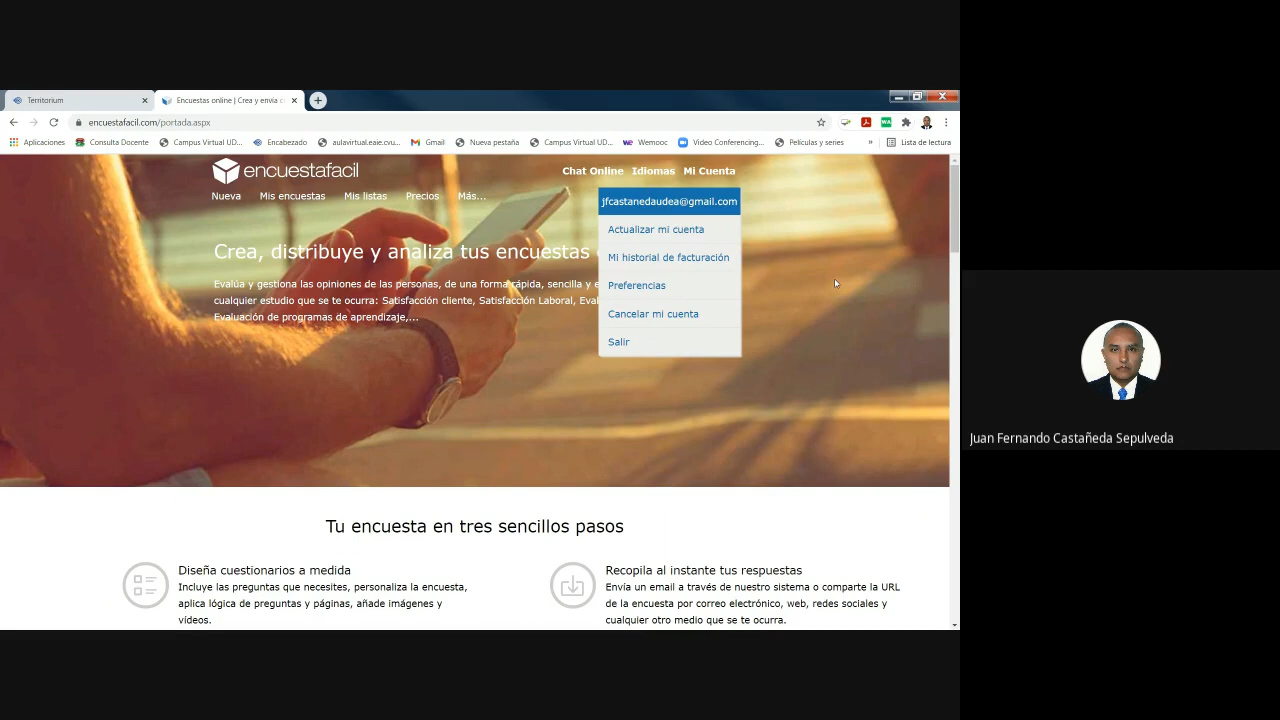 Territorium
Encuestas online | Crea y envía e
encuestafacil.com/portada.aspx
Aplicaciones
Consulta Docente
Campus Virtual UD...
Encabezado
aulavirtual.eaie.cvu...
Gmail
Nueva pestaña
Campus Virtual UD...
Wemooc
Video Conferencing...
Películas y series
»
Lista de lectura
encuestafacil
Chat Online
Idiomas
Mi Cuenta
Nueva
Mis encuestas
Mis listas
Precios
Más...
jfcastanedaudea@gmail.com
Actualizar mi cuenta
Mi historial de facturación
Preferencias
Cancelar mi cuenta
Salir
Crea, distribuye y analiza tus encuestas
Evalúa y gestiona las opiniones de las personas, de una forma rápida, sencilla y e
cualquier estudio que se te ocurra: Satisfacción cliente, Satisfacción Laboral, Eval
Evaluación de programas de aprendizaje,...
Tu encuesta en tres sencillos pasos
Diseña cuestionarios a medida
Incluye las preguntas que necesites, personaliza la encuesta,
aplica lógica de preguntas y páginas, añade imágenes y
vídeos.
Recopila al instante tus respuestas
Envía un email a través de nuestro sistema o comparte la URL
de la encuesta por correo electrónico, web, redes sociales y
cualquier otro medio que se te ocurra.
Juan Fernando Castañeda Sepulveda